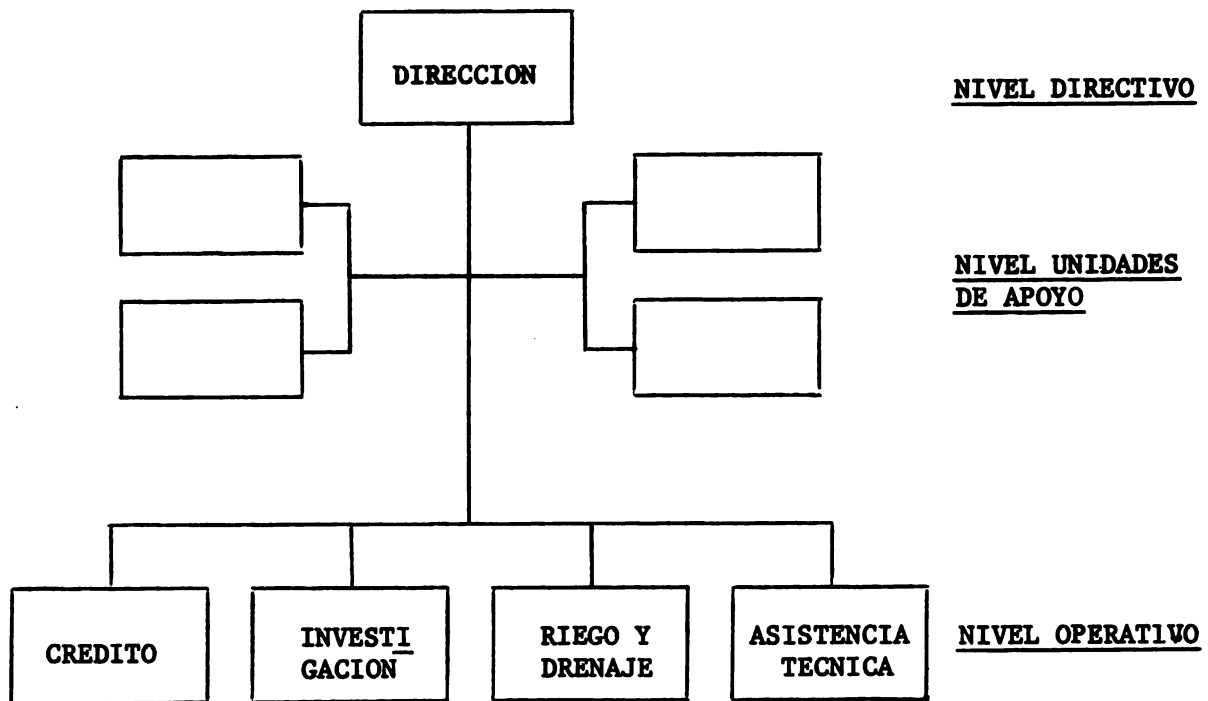 DIRECCION
NIVEL DIRECTIVO
NIVEL UNIDADES
DE APOYO
CREDITO
INVESTI
GACION
RIEGO Y
DRENAJE
ASISTENCIA
TECNICA
NIVEL OPERATIVO